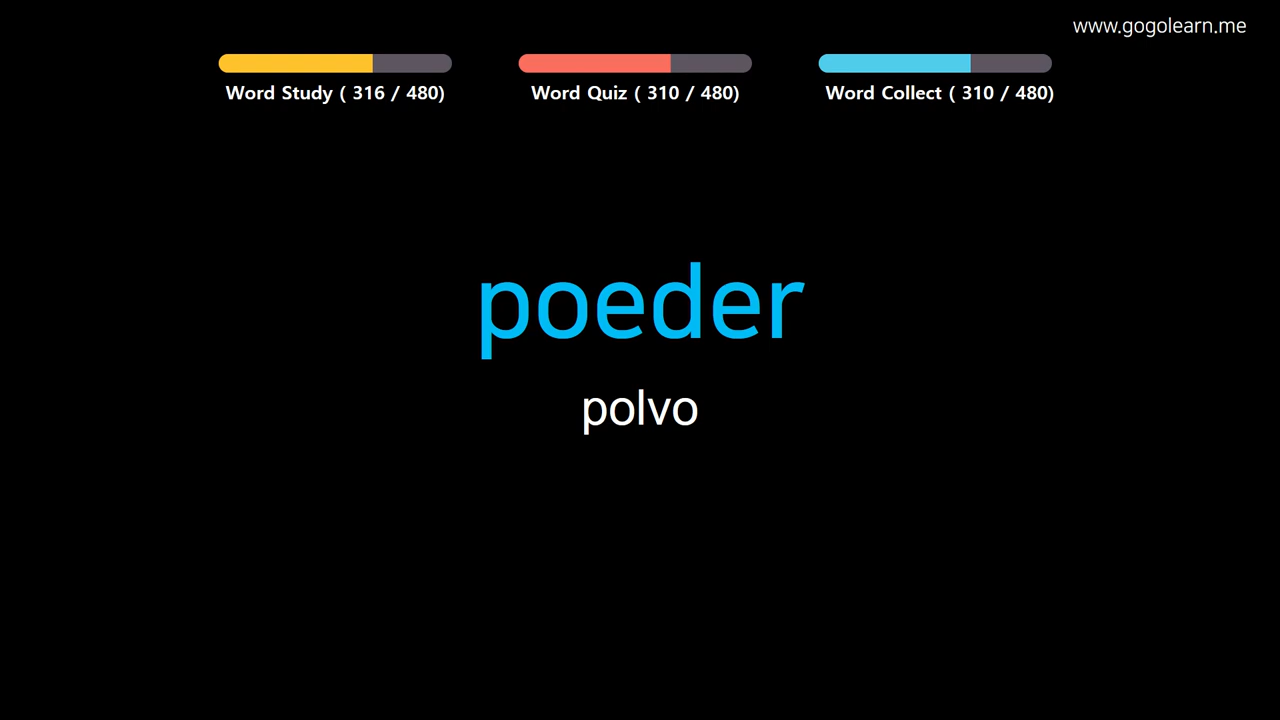 www.gogolearn.me
Word Study ( 316 / 480)
Word Quiz ( 310 / 480)
Word Collect ( 310 / 480)
poeder
polvo